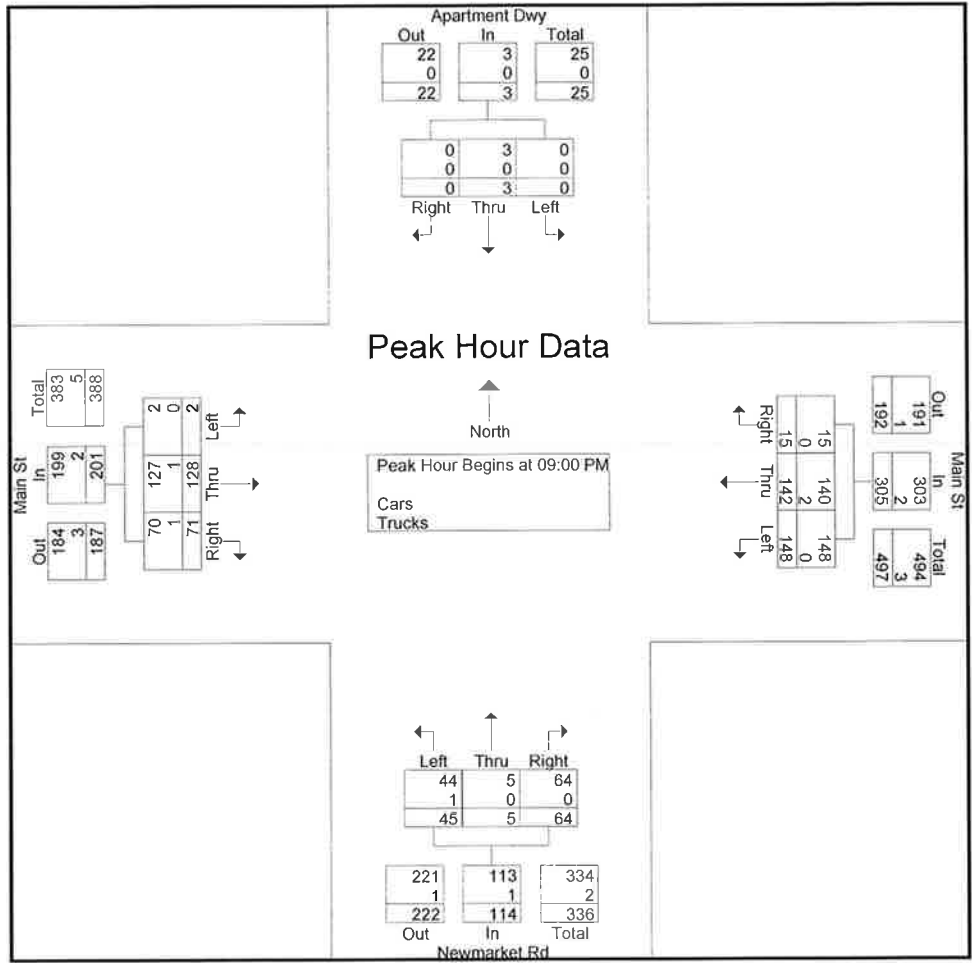 Apartment Dwy
Out In Total
22 3 25
0 0 0
22 3 25
0 3 0
0 0 0
0 3 0
Right Thru Left
Peak Hour Data
North
Peak Hour Begins at 09:00 PM
Cars
Trucks
Main St
Total
383
5
388
In
199
2
201
Out
184
3
187
2 0 2
Left
127 1 128
Thru
70 1 71
Right
Main St
Out
191
1
192
In
303
2
305
Total
494
3
497
Right
15 0 15
Thru
140 2 142
Left
148 0 148
Left Thru Right
44 5 64
1 0 0
45 5 64
221 113 334
1 1 2
222 114 336
Out In Total
Newmarket Rd